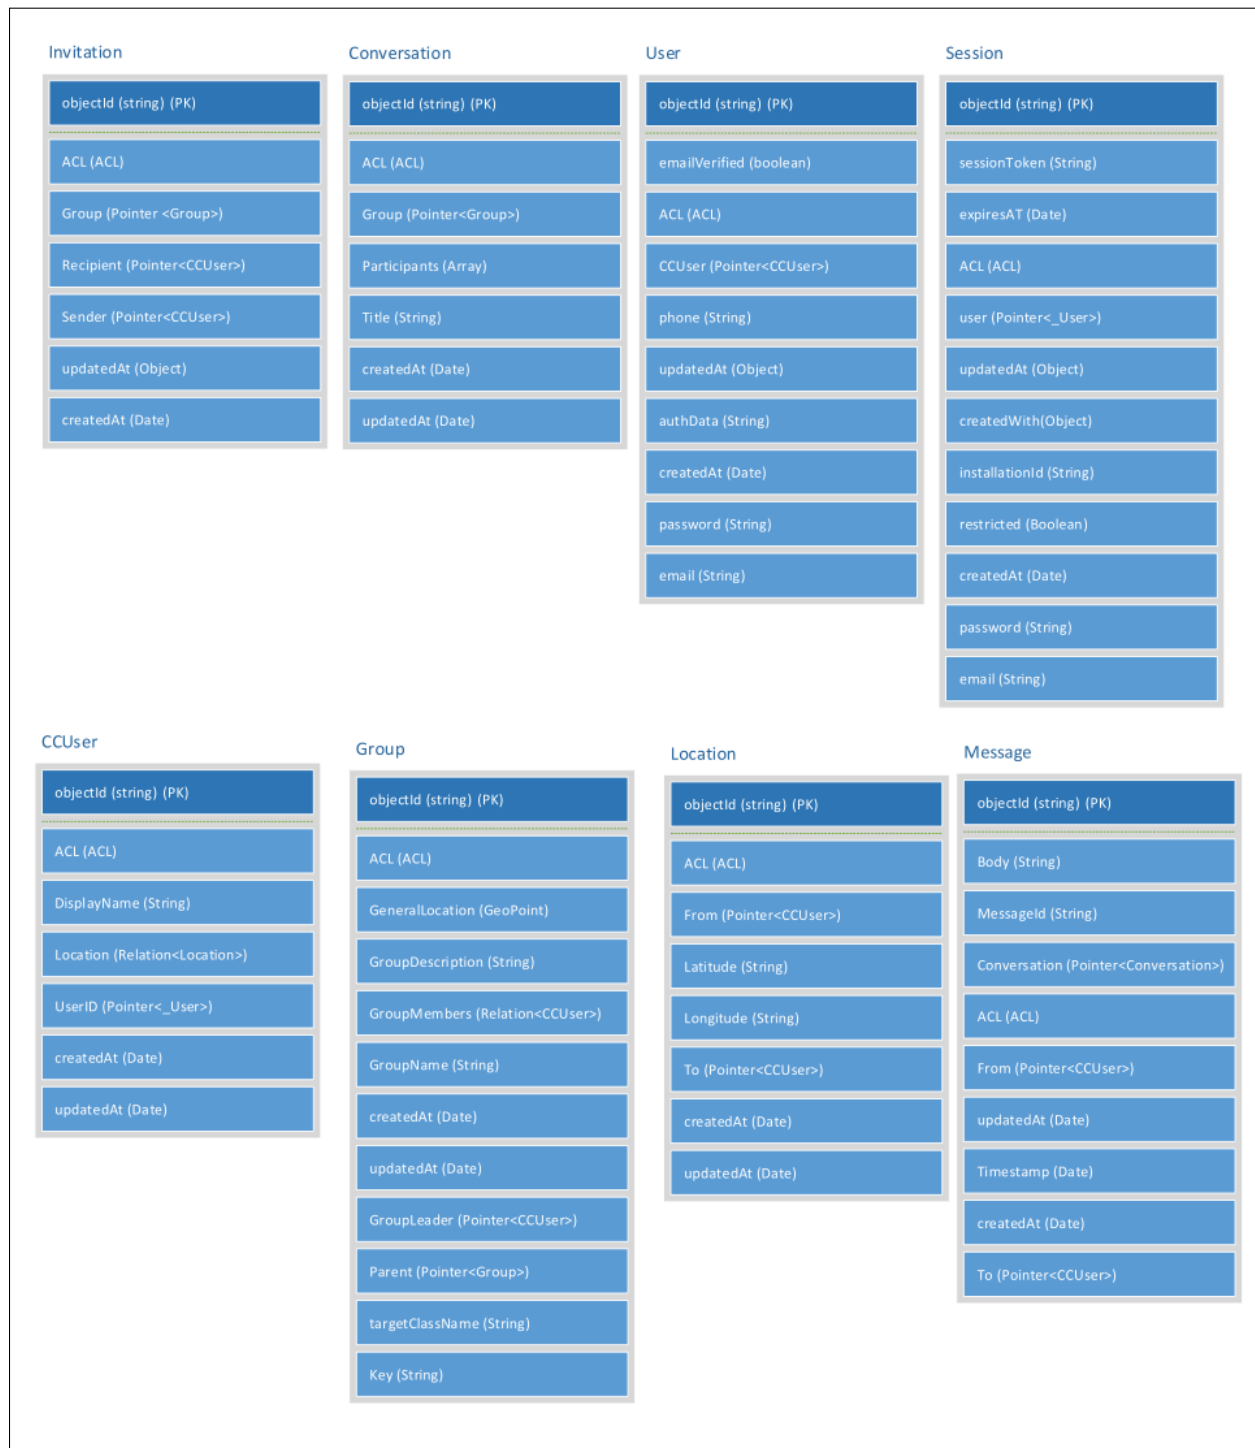 Invitation
objectId (string) (PK)
ACL (ACL)
Group (Pointer <Group>)
Recipient (Pointer<CCUser>)
Sender (Pointer<CCUser>)
updatedAt (Object)
createdAt (Date)
Conversation
objectId (string) (PK)
ACL (ACL)
Group (Pointer<Group>)
Participants (Array)
Title (String)
createdAt (Date)
updatedAt (Date)
User
objectId (string) (PK)
emailVerified (boolean)
ACL (ACL)
CCUser (Pointer<CCUser>)
phone (String)
updatedAt (Object)
authData (String)
createdAt (Date)
password (String)
email (String)
Session
objectId (string) (PK)
sessionToken (String)
expiresAT (Date)
ACL (ACL)
user (Pointer<_User>)
updatedAt (Object)
createdWith(Object)
installationId (String)
restricted (Boolean)
createdAt (Date)
password (String)
email (String)
CCUser
objectId (string) (PK)
ACL (ACL)
DisplayName (String)
Location (Relation<Location>)
UserID (Pointer<_User>)
createdAt (Date)
updatedAt (Date)
Group
objectId (string) (PK)
ACL (ACL)
GeneralLocation (GeoPoint)
GroupDescription (String)
GroupMembers (Relation<CCUser>)
GroupName (String)
createdAt (Date)
updatedAt (Date)
GroupLeader (Pointer<CCUser>)
Parent (Pointer<Group>)
targetClassName (String)
Key (String)
Location
objectId (string) (PK)
ACL (ACL)
From (Pointer<CCUser>)
Latitude (String)
Longitude (String)
To (Pointer<CCUser>)
createdAt (Date)
updatedAt (Date)
Message
objectId (string) (PK)
Body (String)
MessageId (String)
Conversation (Pointer<Conversation>)
ACL (ACL)
From (Pointer<CCUser>)
updatedAt (Date)
Timestamp (Date)
createdAt (Date)
To (Pointer<CCUser>)